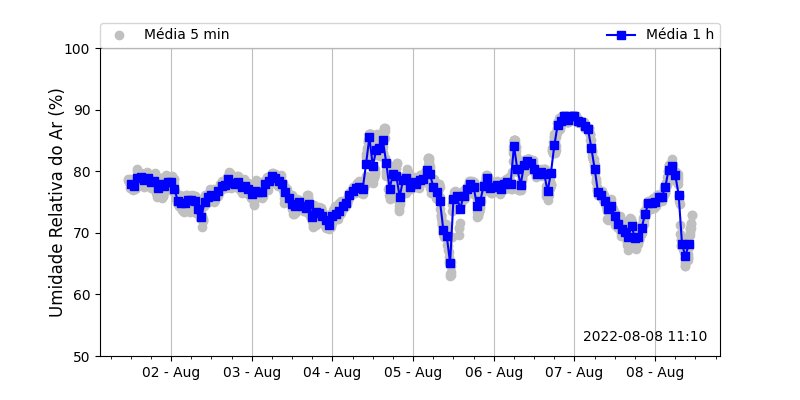 Média 5 min
Média 1 h
Umidade Relativa do Ar (%)
100
90
80
70
60
50
2022-08-08 11:10
02 - Aug
03 - Aug
04 - Aug
05 - Aug
06 - Aug
07 - Aug
08 - Aug